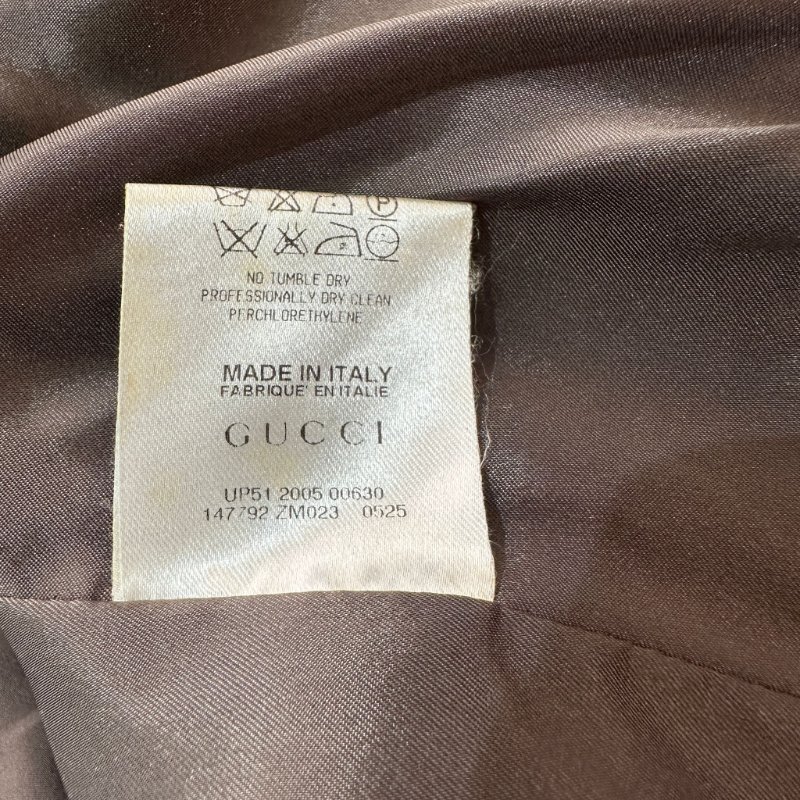 P
NO TUMBLE DRY
PROFESSIONALLY DRY CLEAN
PERCHLORETHYLENE
MADE IN ITALY
FABRIQUE' EN ITALIE
GUCCI
UP51 2005 00630
147792 ZM023 0525